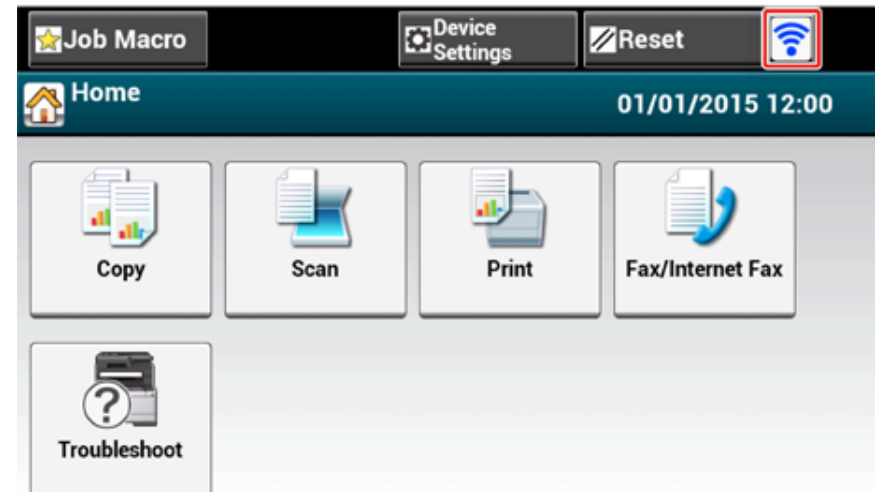 Job Macro
Device
Settings
Reset
Home
01/01/2015 12:00
Copy
Scan
Print
Fax/Internet Fax
Troubleshoot